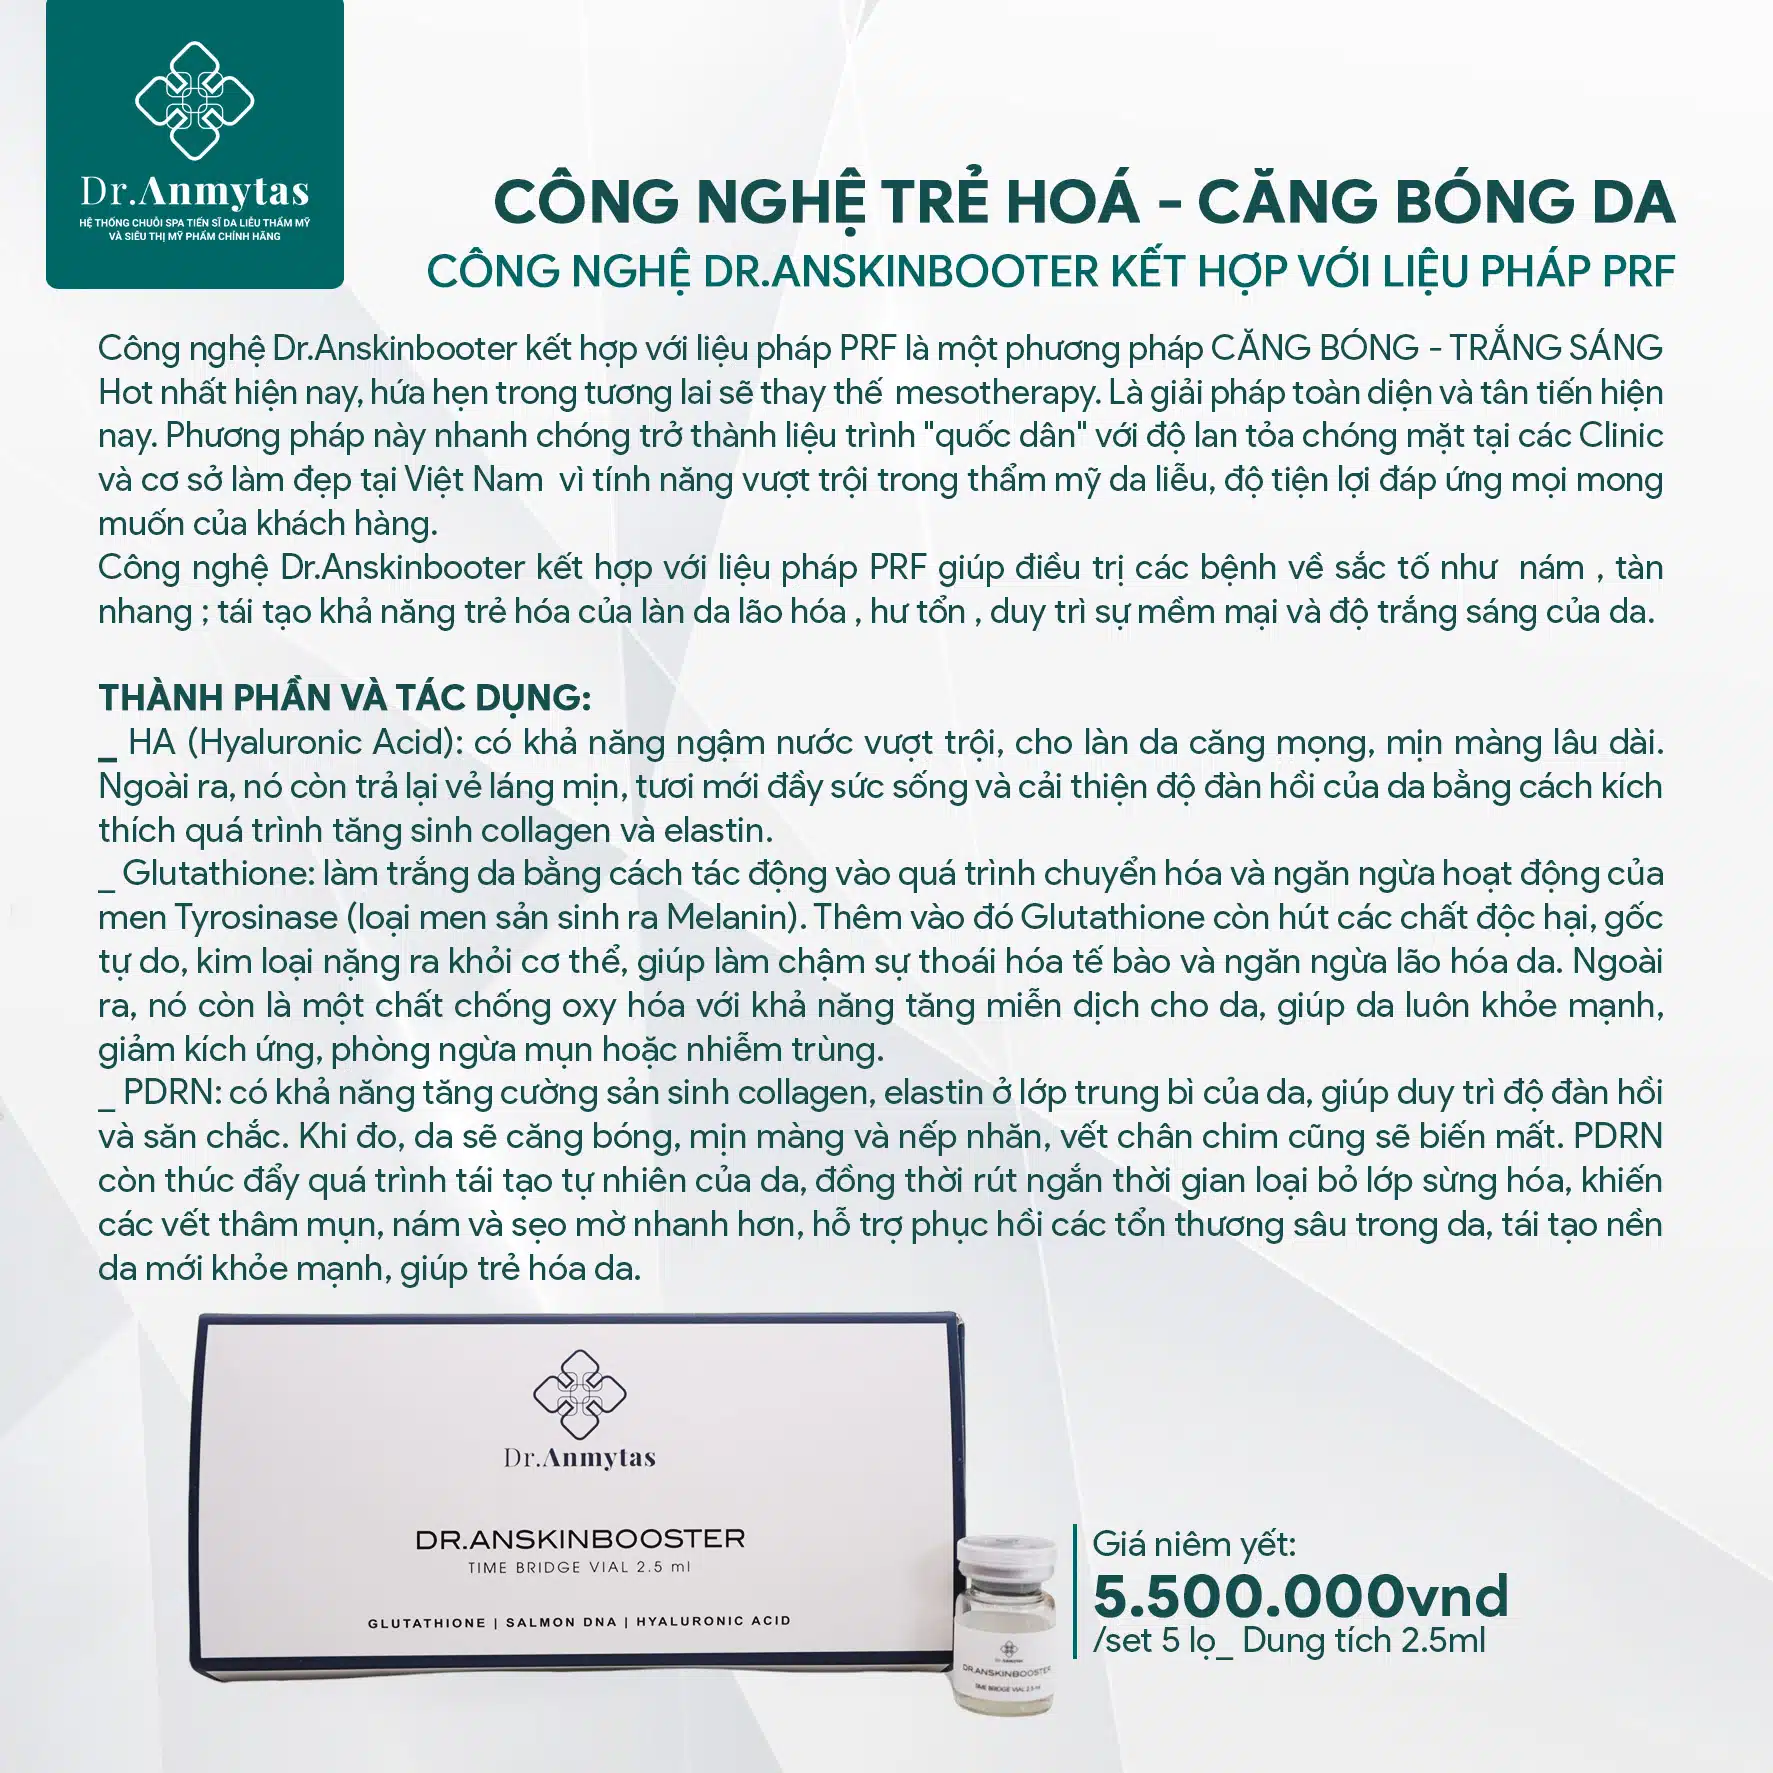 Dr.Anmytas
HỆ THỐNG CHUỖI SPA TIẾN SĨ DA LIỄU THẨM MỸ
VÀ SIÊU THỊ MỸ PHẨM CHÍNH HÃNG
CÔNG NGHỆ TRẺ HOÁ - CĂNG BÓNG DA
CÔNG NGHỆ DR.ANSKINBOOTER KẾT HỢP VỚI LIỆU PHÁP PRF
Công nghệ Dr.Anskinbooter kết hợp với liệu pháp PRF là một phương pháp CĂNG BÓNG - TRẮNG SÁNG
Hot nhất hiện nay, hứa hẹn trong tương lai sẽ thay thế mesotherapy. Là giải pháp toàn diện và tân tiến hiện
nay. Phương pháp này nhanh chóng trở thành liệu trình "quốc dân" với độ lan tỏa chóng mặt tại các Clinic
và cơ sở làm đẹp tại Việt Nam vì tính năng vượt trội trong thẩm mỹ da liễu, độ tiện lợi đáp ứng mọi mong
muốn của khách hàng.
Công nghệ Dr.Anskinbooter kết hợp với liệu pháp PRF giúp điều trị các bệnh về sắc tố như nám , tàn
nhang ; tái tạo khả năng trẻ hóa của làn da lão hóa , hư tổn , duy trì sự mềm mại và độ trắng sáng của da.
THÀNH PHẦN VÀ TÁC DỤNG:
_ HA (Hyaluronic Acid): có khả năng ngậm nước vượt trội, cho làn da căng mọng, mịn màng lâu dài.
Ngoài ra, nó còn trả lại vẻ láng mịn, tươi mới đầy sức sống và cải thiện độ đàn hồi của da bằng cách kích
thích quá trình tăng sinh collagen và elastin.
_ Glutathione: làm trắng da bằng cách tác động vào quá trình chuyển hóa và ngăn ngừa hoạt động của
men Tyrosinase (loại men sản sinh ra Melanin). Thêm vào đó Glutathione còn hút các chất độc hại, gốc
tự do, kim loại nặng ra khỏi cơ thể, giúp làm chậm sự thoái hóa tế bào và ngăn ngừa lão hóa da. Ngoài
ra, nó còn là một chất chống oxy hóa với khả năng tăng miễn dịch cho da, giúp da luôn khỏe mạnh,
giảm kích ứng, phòng ngừa mụn hoặc nhiễm trùng.
_ PDRN: có khả năng tăng cường sản sinh collagen, elastin ở lớp trung bì của da, giúp duy trì độ đàn hồi
và săn chắc. Khi đo, da sẽ căng bóng, mịn màng và nếp nhăn, vết chân chim cũng sẽ biến mất. PDRN
còn thúc đẩy quá trình tái tạo tự nhiên của da, đồng thời rút ngắn thời gian loại bỏ lớp sừng hóa, khiến
các vết thâm mụn, nám và sẹo mờ nhanh hơn, hỗ trợ phục hồi các tổn thương sâu trong da, tái tạo nền
da mới khỏe mạnh, giúp trẻ hóa da.
Dr.Anmytas
DR.ANSKINBOOSTER
TIME BRIDGE VIAL 2.5 ml
GLUTATHIONE | SALMON DNA | HYALURONIC ACID
Dr.Anmytas
DR.ANSKINBOOSTER
TIME BRIDGE VIAL 2.5 ml
Giá niêm yết:
5.500.000vnd
/set 5 lọ_ Dung tích 2.5ml